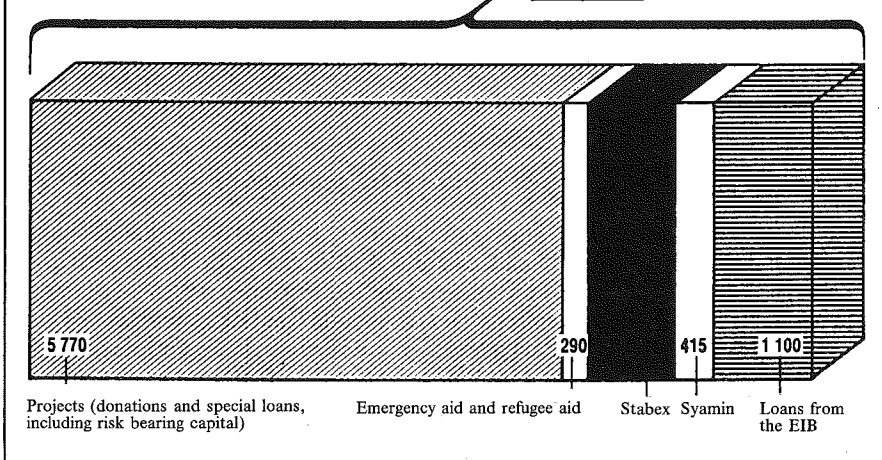 5 770 290 415 1 100
Projects (donations and special loans, Emergency aid and refugee aid Stabex Syamin Loans from
including risk bearing capital) the EIB